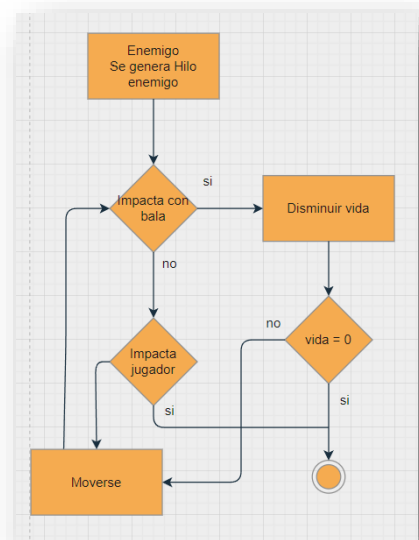 Enemigo
Se genera Hilo
enemigo
si
Impacta con
bala
Disminuir vida
no
no
vida = 0
Impacta
jugador
si
si
Moverse